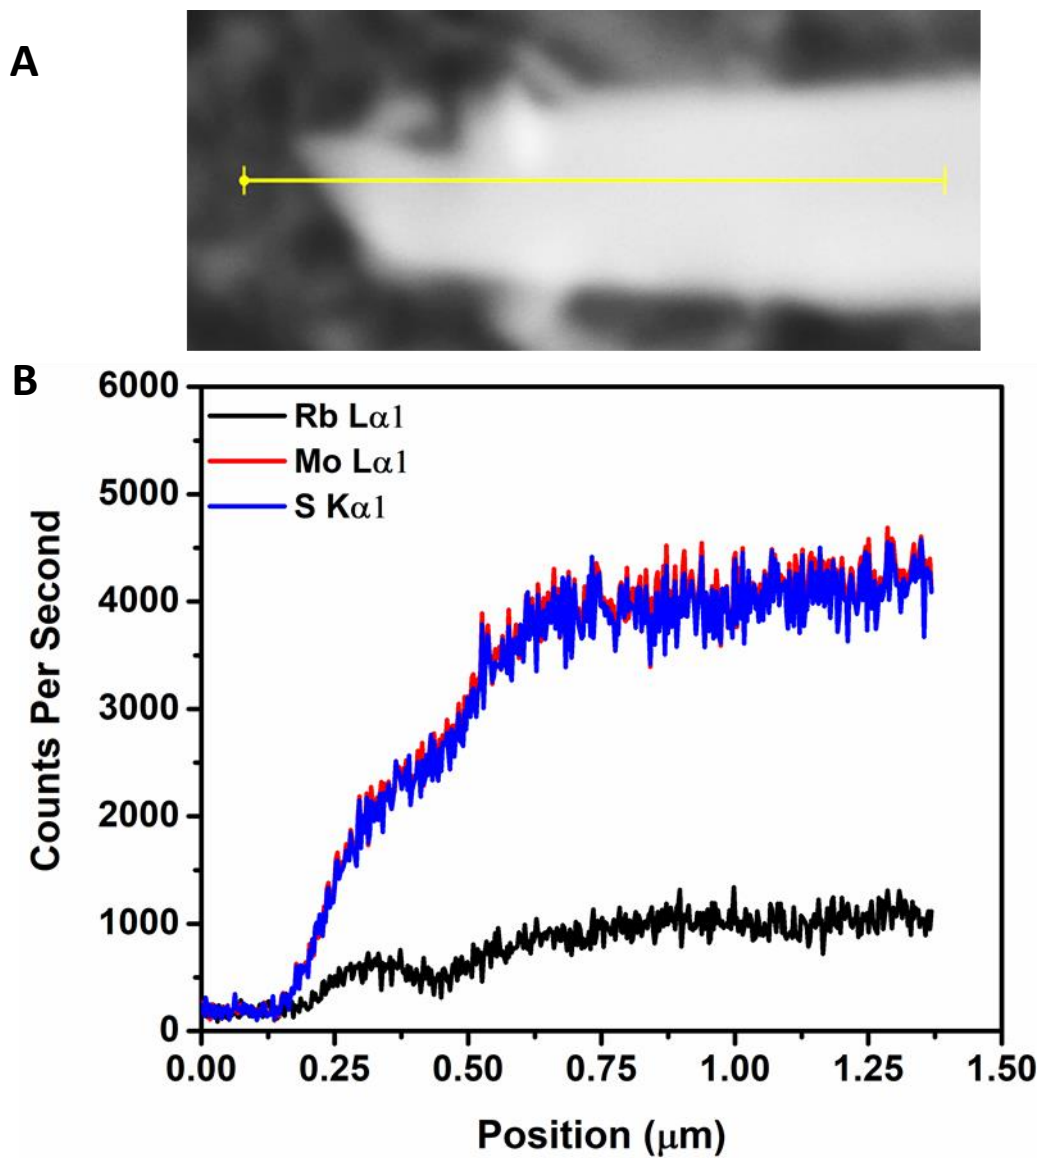 A
B
6000
5000
4000
3000
2000
1000
0
Rb Lα1
Mo Lα1
S Kα1
Counts Per Second
0.00 0.25 0.50 0.75 1.00 1.25 1.50
Position (μm)